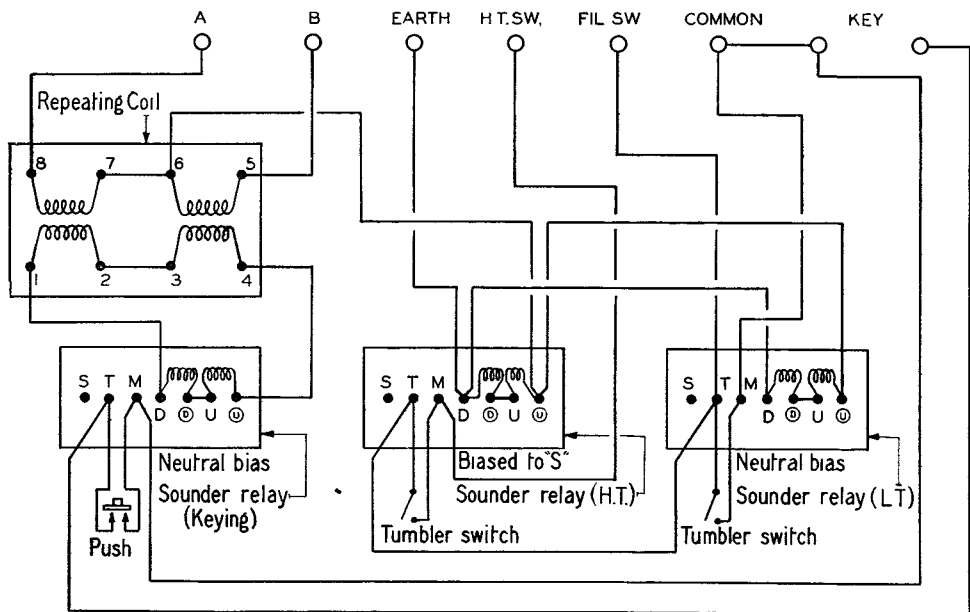 A B EARTH H.T.SW, FIL SW COMMON KEY
Repeating Coil
8 7 6 5
1 2 3 4
S T M D Ⓓ U Ⓤ
S T M D Ⓓ U Ⓤ
S T M D Ⓓ U Ⓤ
Neutral bias
Sounder relay
(Keying)
Push
Biased to "S"
Sounder relay (H.T.)
Tumbler switch
Neutral bias
Sounder relay (LT)
Tumbler switch